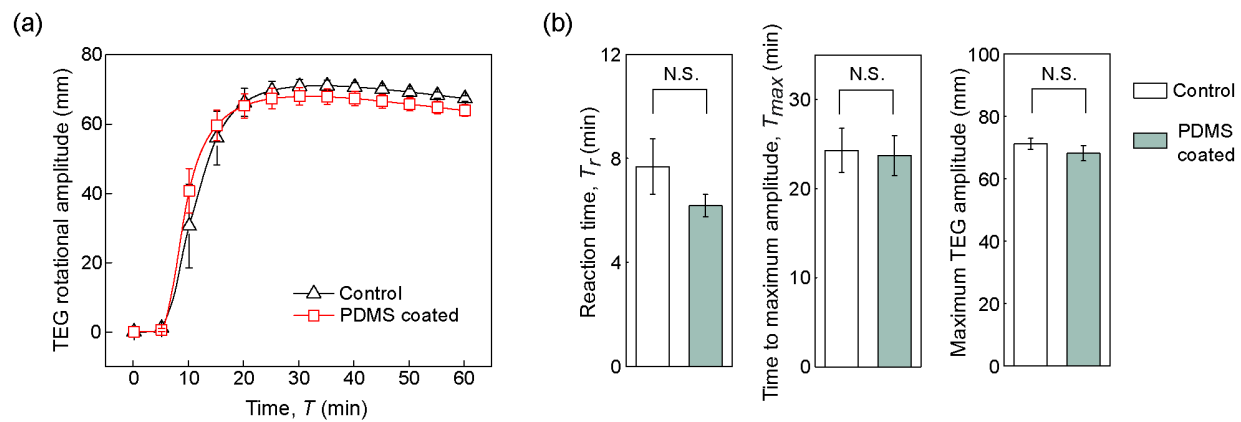 (a)
TEG rotational amplitude (mm)
80
60
40
20
0
Control
PDMS coated
0 10 20 30 40 50 60
Time, T (min)
(b)
Reaction time, Tr (min)
12
8
4
0
N.S.
Time to maximum amplitude, Tmax (min)
30
20
10
0
N.S.
Maximum TEG amplitude (mm)
100
80
60
40
20
0
N.S.
Control
PDMS
coated